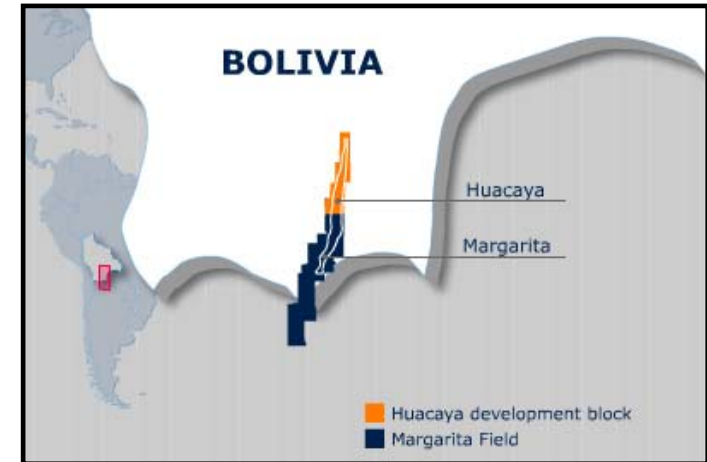 BOLIVIA
Huacaya
Margarita
Huacaya development block
Margarita Field